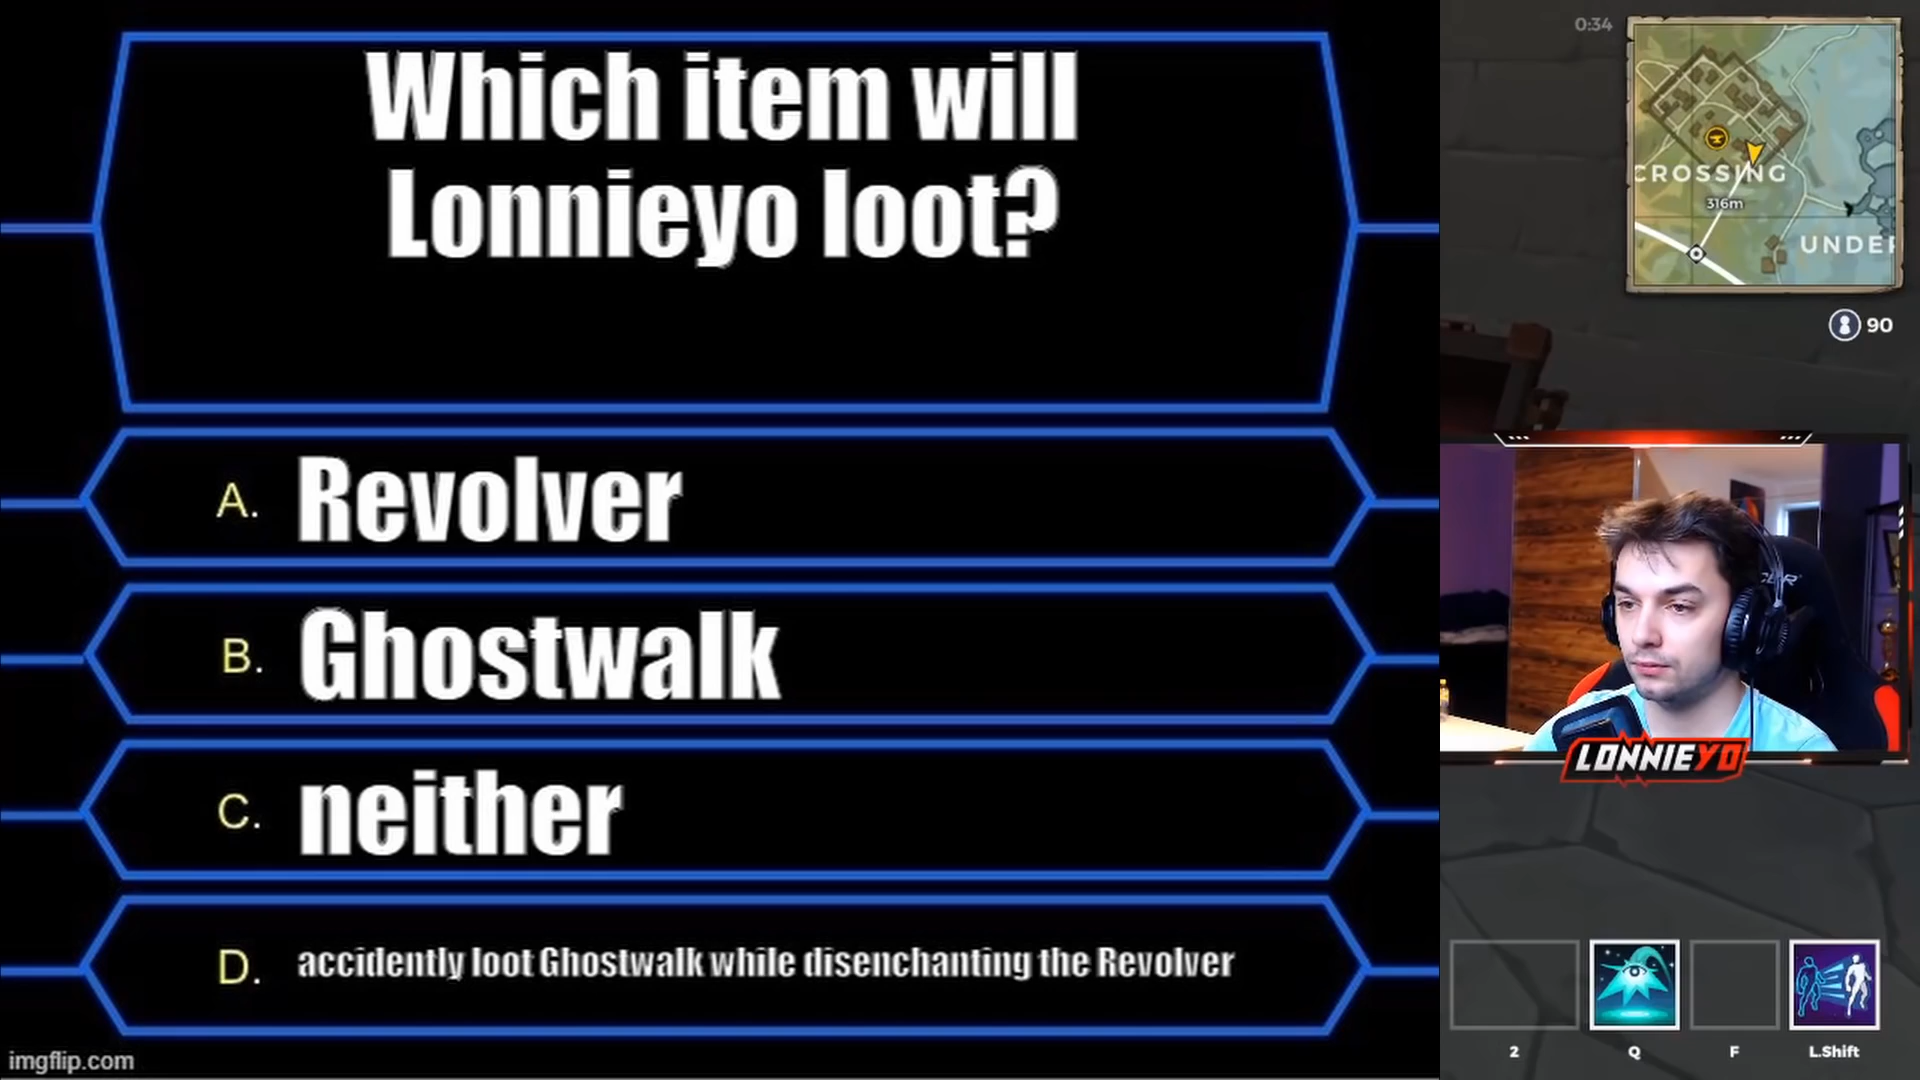 Which item will
Lonnieyo loot?
A. Revolver
B. Ghostwalk
C. neither
D. accidently loot Ghostwalk while disenchanting the Revolver
imgflip.com
0:34
CROSSING
316m
UNDER
90
LONNIEYO
2
Q
F
L.Shift